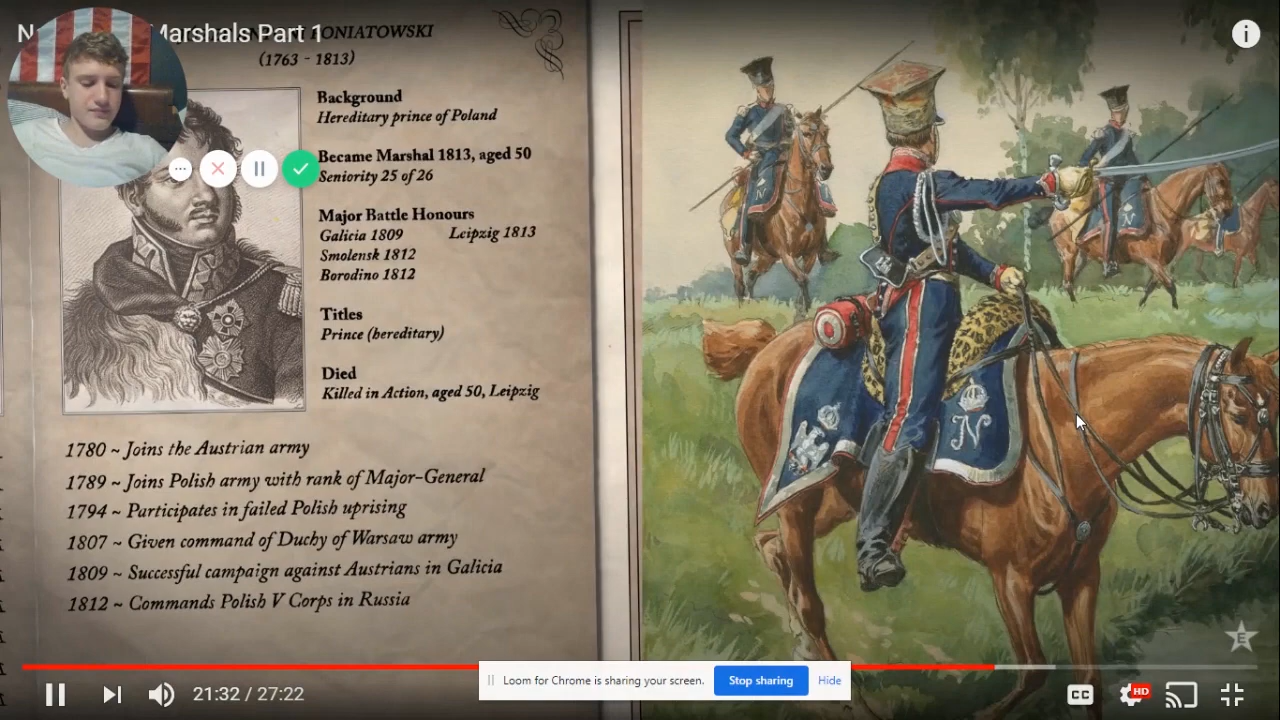 Marshals Part 1
ONIATOWSKI
(1763 - 1813)
Background
Hereditary prince of Poland
Became Marshal 1813, aged 50
Seniority 25 of 26
Major Battle Honours
Galicia 1809 Leipzig 1813
Smolensk 1812
Borodino 1812
Titles
Prince (hereditary)
Died
Killed in Action, aged 50, Leipzig
1780 ~ Joins the Austrian army
1789 ~ Joins Polish army with rank of Major-General
1794 ~ Participates in failed Polish uprising
1807 ~ Given command of Duchy of Warsaw army
1809 ~ Successful campaign against Austrians in Galicia
1812 ~ Commands Polish V Corps in Russia
N
N
N
E
Loom for Chrome is sharing your screen. Stop sharing Hide
21:32 / 27:22
CC HD